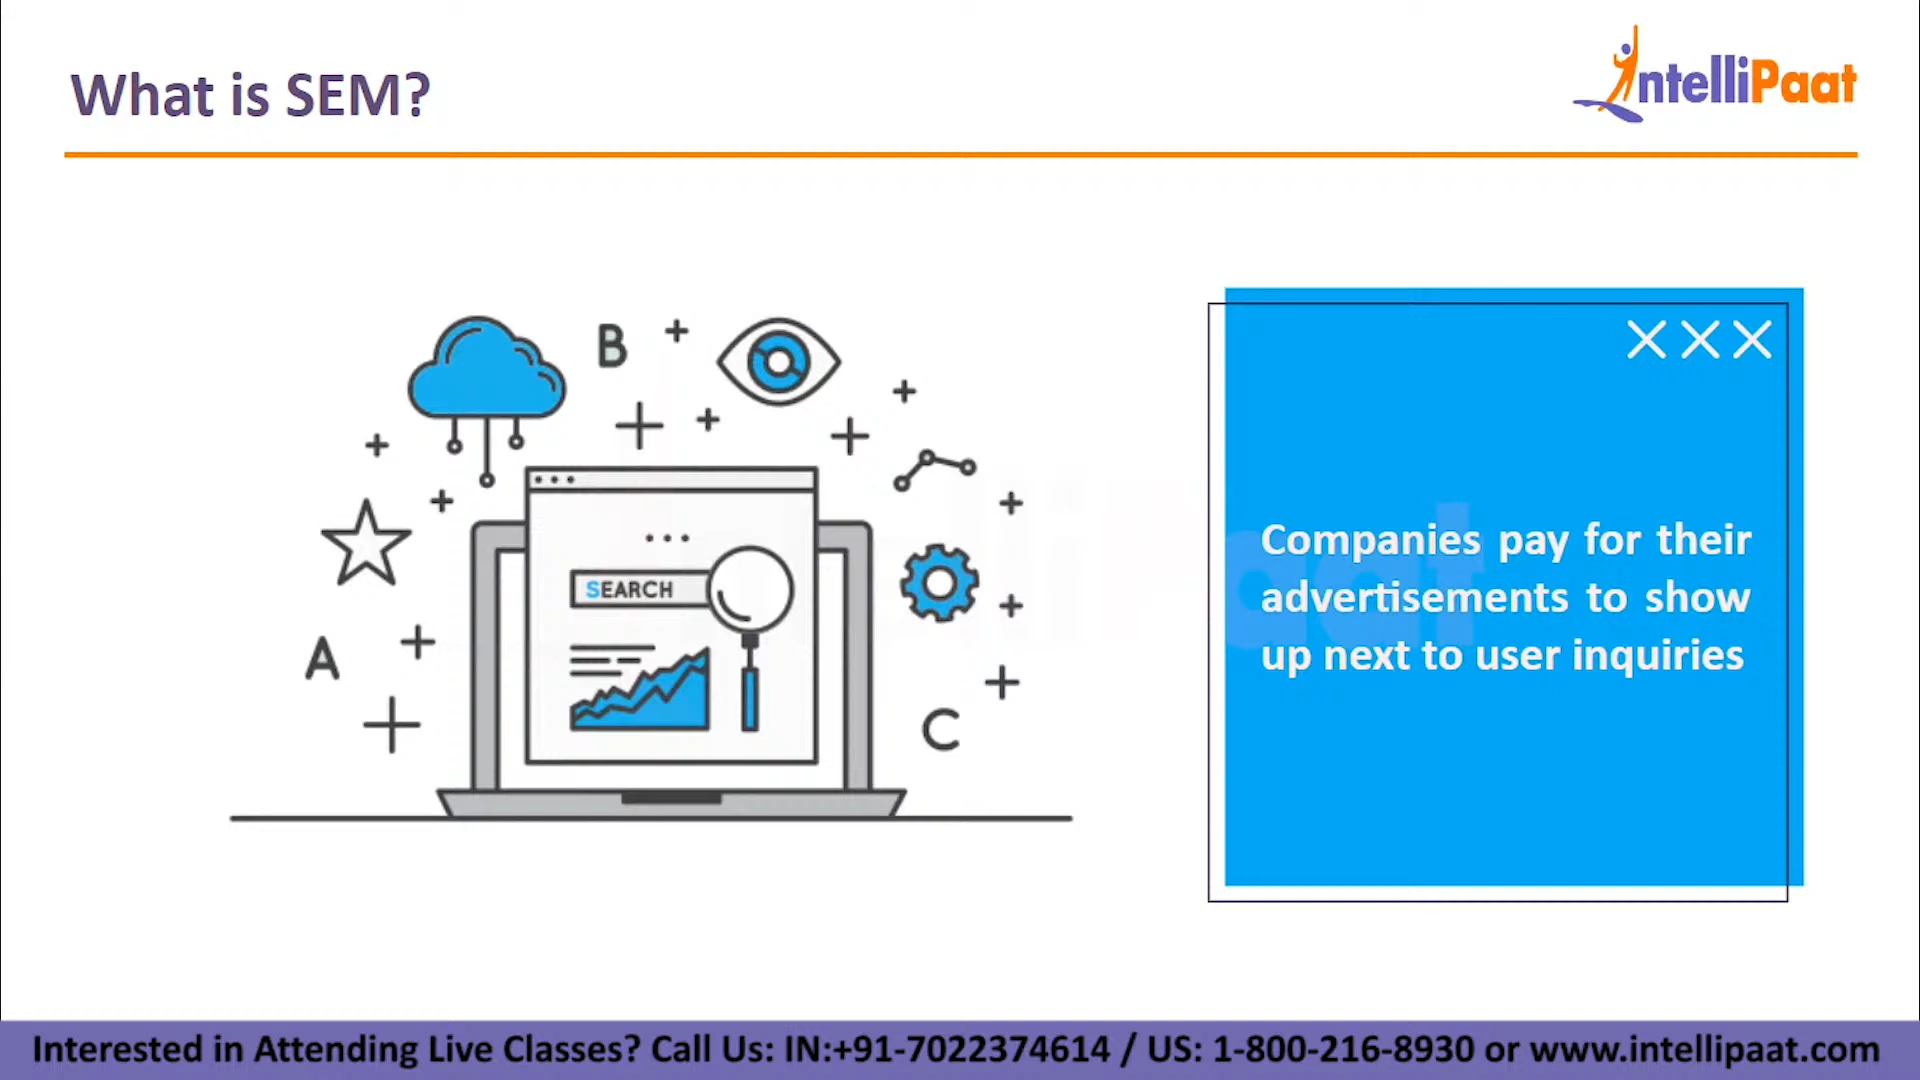 What is SEM?
IntelliPaat
B
SEARCH
A
C
Companies pay for their
advertisements to show
up next to user inquiries
Interested in Attending Live Classes? Call Us: IN:+91-7022374614 / US: 1-800-216-8930 or www.intellipaat.com